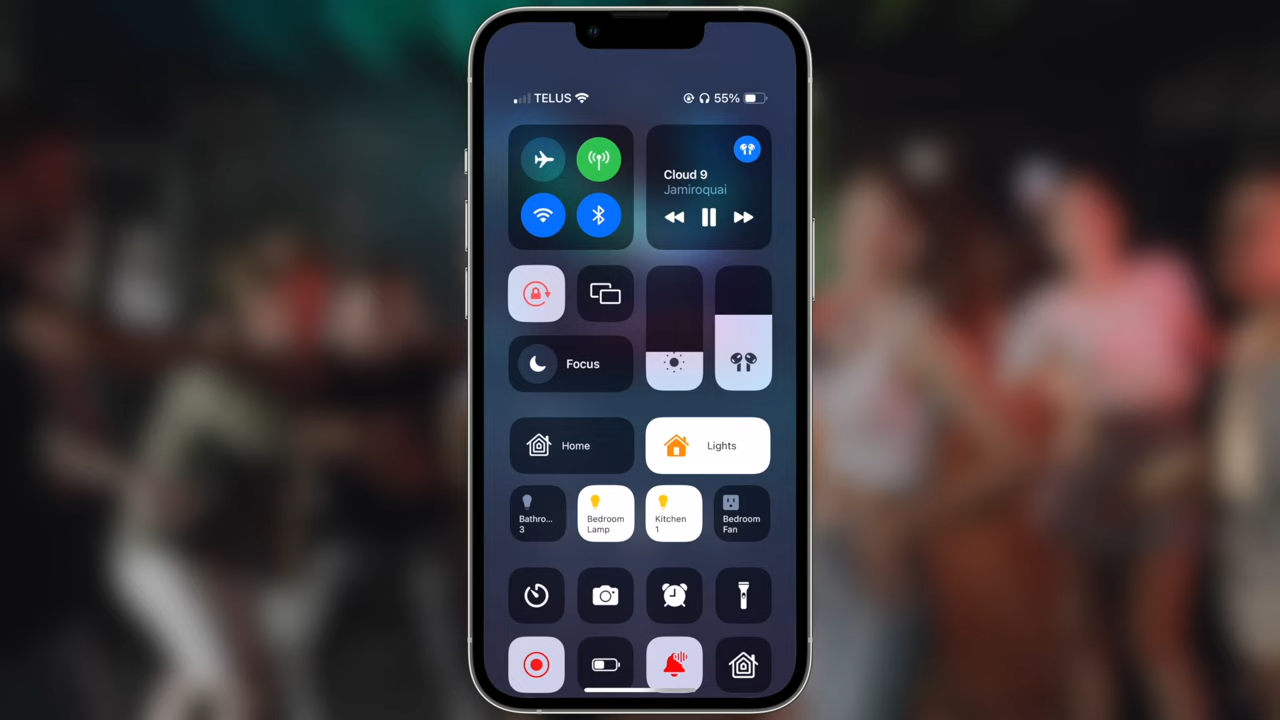 TELUS 55%
Cloud 9
Jamiroquai
Focus
Home
Lights
Bathro...
3
Bedroom
Lamp
Kitchen
1
Bedroom
Fan